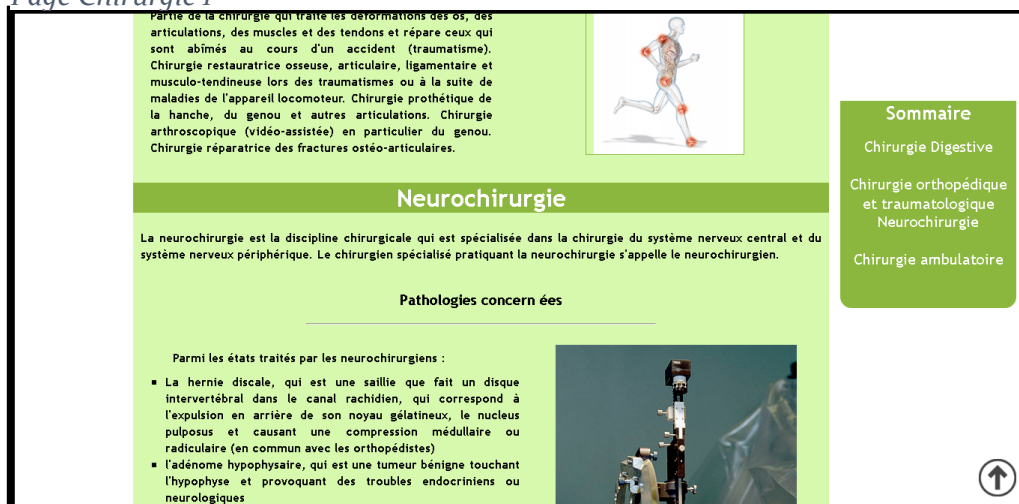 Page Chirurgie 1
Partie de la chirurgie qui traite les déformations des os, des
articulations, des muscles et des tendons et répare ceux qui
sont abîmés au cours d'un accident (traumatisme).
Chirurgie restauratrice osseuse, articulaire, ligamentaire et
musculo-tendineuse lors des traumatismes ou à la suite de
maladies de l'appareil locomoteur. Chirurgie prothétique de
la hanche, du genou et autres articulations. Chirurgie
arthroscopique (vidéo-assistée) en particulier du genou.
Chirurgie réparatrice des fractures ostéo-articulaires.
Neurochirurgie
La neurochirurgie est la discipline chirurgicale qui est spécialisée dans la chirurgie du système nerveux central et du
système nerveux périphérique. Le chirurgien spécialisé pratiquant la neurochirurgie s'appelle le neurochirurgien.
Pathologies concern ées
Parmi les états traités par les neurochirurgiens :
▪ La hernie discale, qui est une saillie que fait un disque
intervertébral dans le canal rachidien, qui correspond à
l'expulsion en arrière de son noyau gélatineux, le nucleus
pulposus et causant une compression médullaire ou
radiculaire (en commun avec les orthopédistes)
▪ l'adénome hypophysaire, qui est une tumeur bénigne touchant
l'hypophyse et provoquant des troubles endocriniens ou
neurologiques
Sommaire
Chirurgie Digestive
Chirurgie orthopédique
et traumatologique
Neurochirurgie
Chirurgie ambulatoire